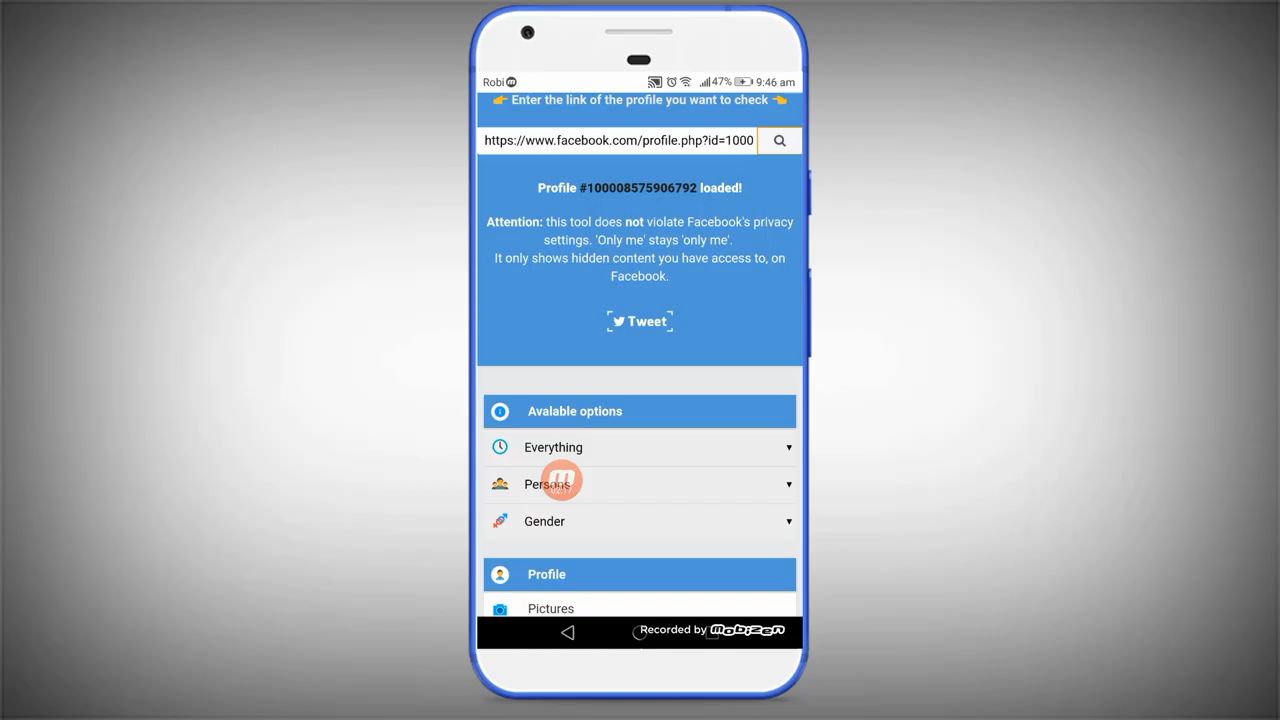 Robi
47% 9:46 am
Enter the link of the profile you want to check
https://www.facebook.com/profile.php?id=1000
Profile #100008575906792 loaded!
Attention: this tool does not violate Facebook's privacy
settings. 'Only me' stays 'only me'.
It only shows hidden content you have access to, on
Facebook.
Tweet
Avalable options
Everything
Persons
02:17
Gender
Profile
Pictures
Recorded by mobizen